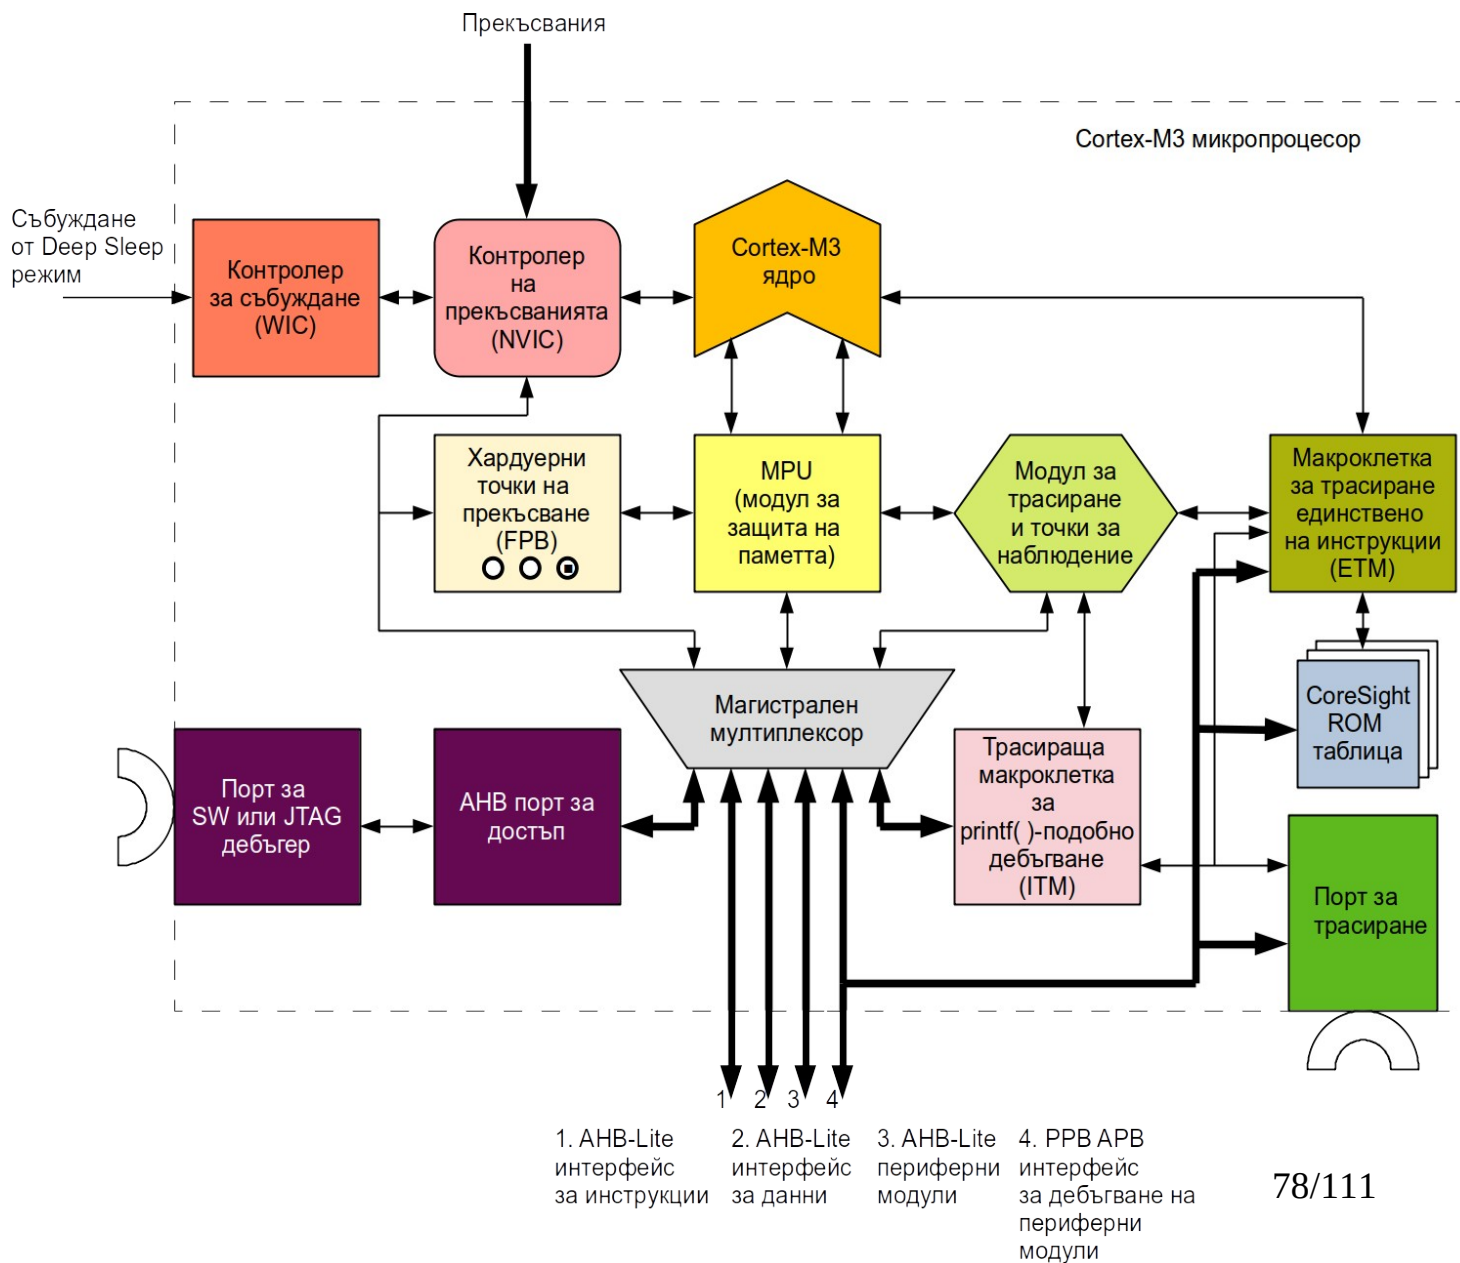 Прекъсвания
Cortex-M3 микропроцесор
Събуждане
от Deep Sleep
режим
Контролер
за събуждане
(WIC)
Контролер
на
прекъсванията
(NVIC)
Cortex-M3
ядро
Хардуерни
точки на
прекъсване
(FPB)
MPU
(модул за
защита на
паметта)
Модул за
трасиране
и точки за
наблюдение
Макроклетка
за трасиране
единствено
на инструкции
(ETM)
Магистрален
мултиплексор
CoreSight
ROM
таблица
Порт за
SW или JTAG
дебъгер
AHB порт за
достъп
Трасираща
макроклетка
за
printf( )-подобно
дебъгване
(ITM)
Порт за
трасиране
1 2 3 4
1. AHB-Lite
интерфейс
за инструкции
2. AHB-Lite
интерфейс
за данни
3. AHB-Lite
периферни
модули
4. PPB APB
интерфейс
за дебъгване на
периферни
модули
78/111